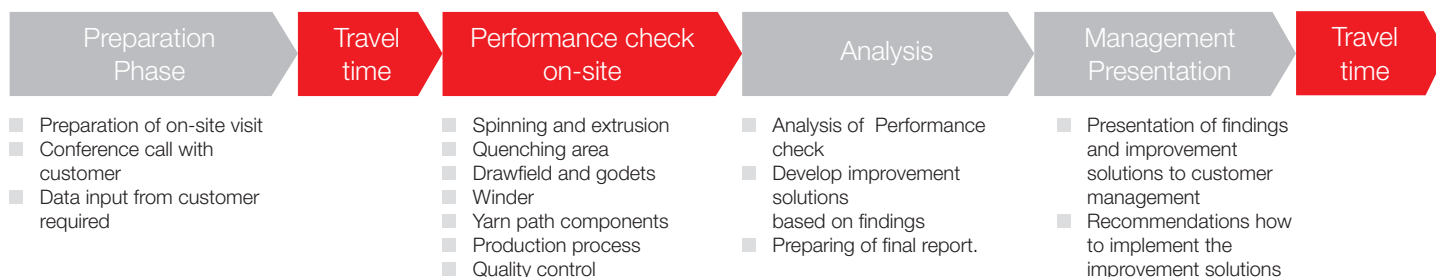 Preparation
Phase
Travel
time
Performance check
on-site
Analysis
Management
Presentation
Travel
time
Preparation of on-site visit
Conference call with
customer
Data input from customer
required
Spinning and extrusion
Quenching area
Drawfield and godets
Winder
Yarn path components
Production process
Quality control
Analysis of Performance
check
Develop improvement
solutions
based on findings
Preparing of final report.
Presentation of findings
and improvement
solutions to customer
management
Recommendations how
to implement the
improvement solutions